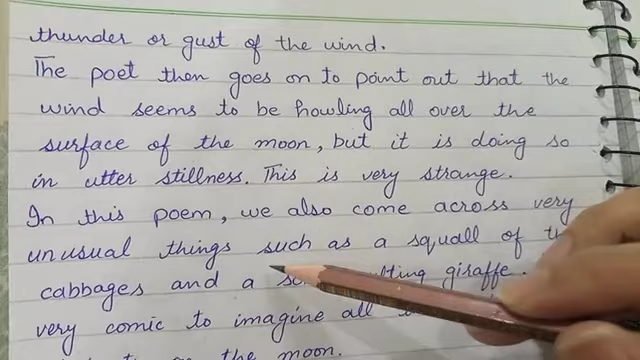 thunder or gust of the wind.
The poet then goes on to point out that the
wind seems to be howling all over the
surface of the moon, but it is doing so
in utter stillness. This is very strange.
In this poem, we also come across very
unusual things such as a squall of
cabbages and a giraffe.
very comic to imagine all
the moon.